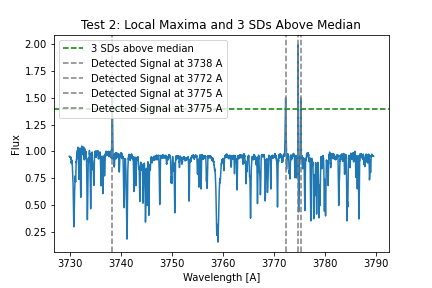 Test 2: Local Maxima and 3 SDs Above Median
2.00
1.75
1.50
1.25
1.00
0.75
0.50
0.25
Flux
3 SDs above median
Detected Signal at 3738 A
Detected Signal at 3772 A
Detected Signal at 3775 A
Detected Signal at 3775 A
3730 3740 3750 3760 3770 3780 3790
Wavelength [A]